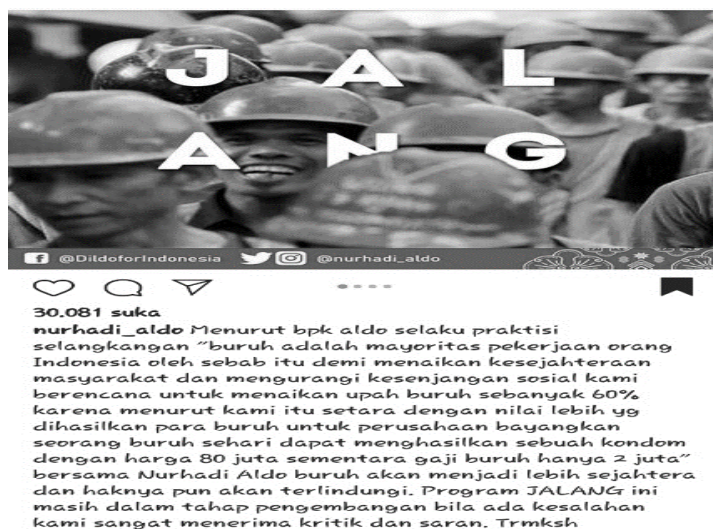 J A L
A N G
@DildoforIndonesia @nurhadi_aldo
30.081 suka
nurhadi_aldo Menurut bpk aldo selaku praktisi
selangkangan "buruh adalah mayoritas pekerjaan orang
Indonesia oleh sebab itu demi menaikan kesejahteraan
masyarakat dan mengurangi kesenjangan sosial kami
berencana untuk menaikan upah buruh sebanyak 60%
karena menurut kami itu setara dengan nilai lebih yg
dihasilkan para buruh untuk perusahaan bayangkan
seorang buruh sehari dapat menghasilkan sebuah kondom
dengan harga 80 juta sementara gaji buruh hanya 2 juta"
bersama Nurhadi Aldo buruh akan menjadi lebih sejahtera
dan haknya pun akan terlindungi. Program JALANG ini
masih dalam tahap pengembangan bila ada kesalahan
kami sangat menerima kritik dan saran. Trmksh